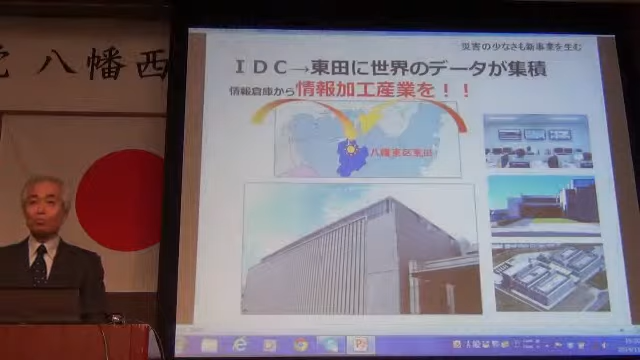 八幡西
災害の少なさも新事業を生む
IDC→東田に世界のデータが集積
情報倉庫から情報加工産業を！！
八幡東区東田